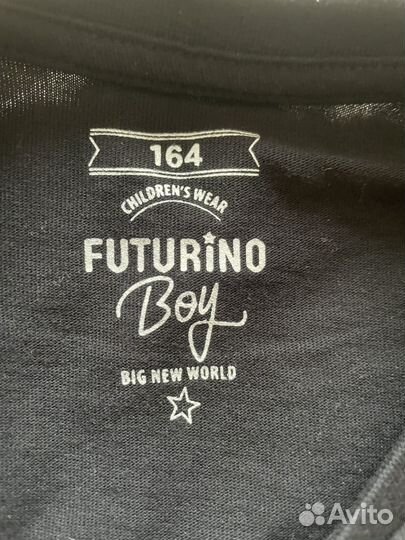 164
CHILDREN'S WEAR
FUTURiNO
Boy
BIG NEW WORLD
Avito